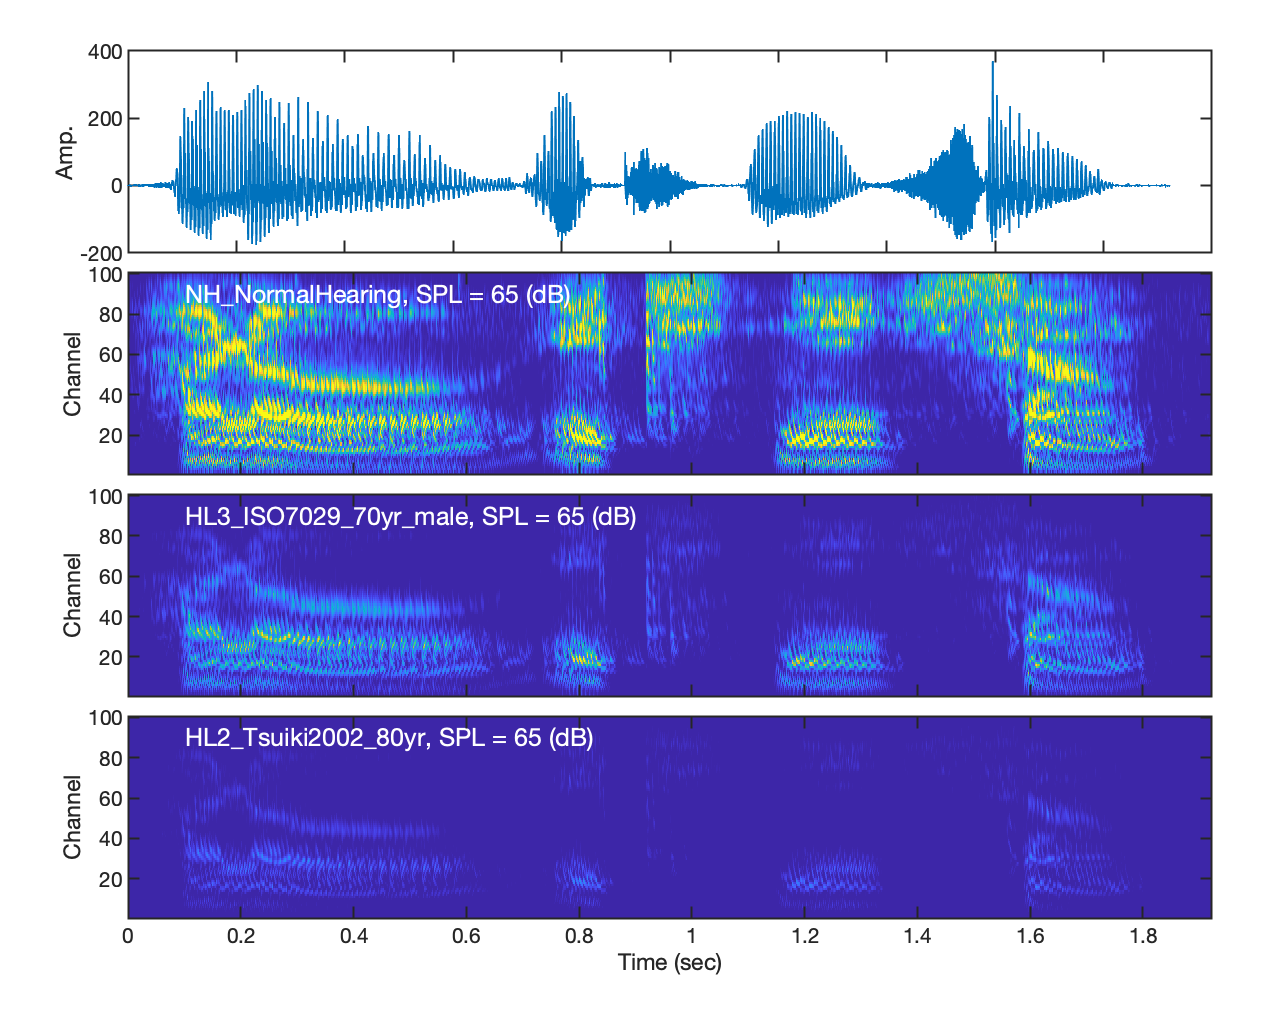 400
200
0
-200
Amp.
100
80
60
40
20
Channel
NH_NormalHearing, SPL = 65 (dB)
100
80
60
40
20
Channel
HL3_ISO7029_70yr_male, SPL = 65 (dB)
100
80
60
40
20
Channel
HL2_Tsuiki2002_80yr, SPL = 65 (dB)
0 0.2 0.4 0.6 0.8 1 1.2 1.4 1.6 1.8
Time (sec)